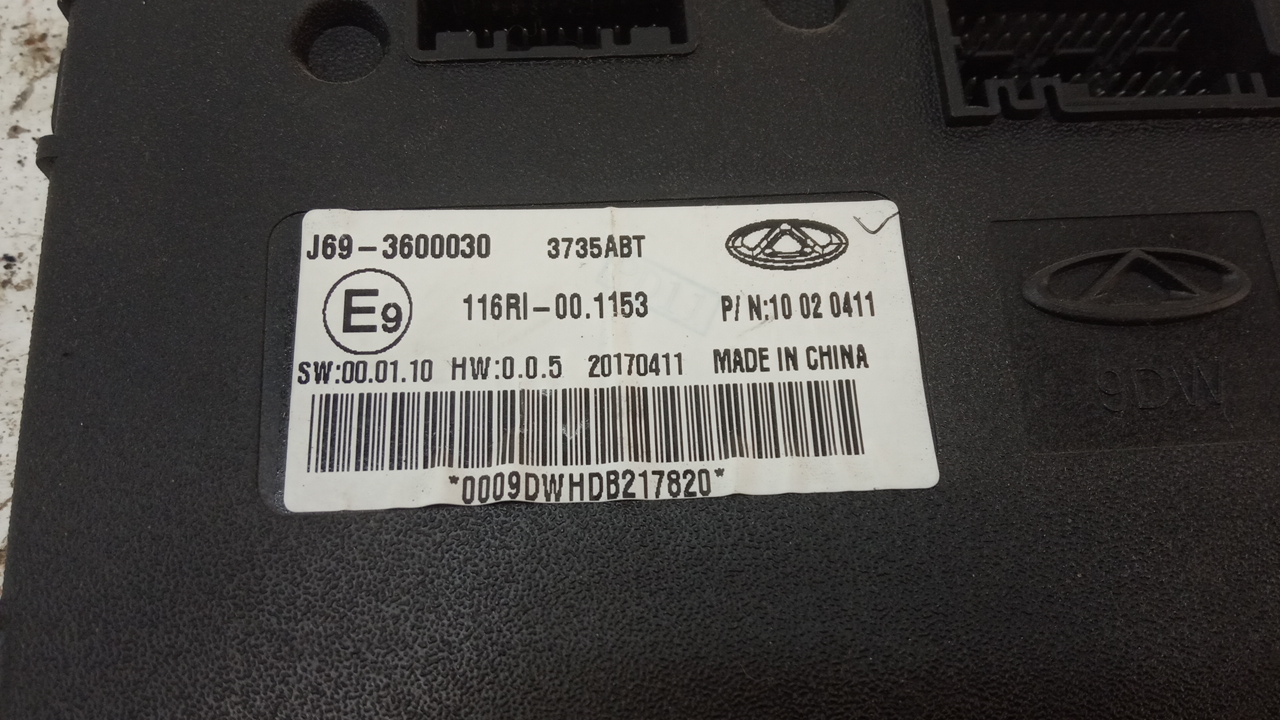 J69-3600030 3735ABT
E9 116RI-00.1153 P/N:10 02 0411
SW:00.01.10 HW:0.0.5 20170411 MADE IN CHINA
*0009DWHDB217820*
9DW